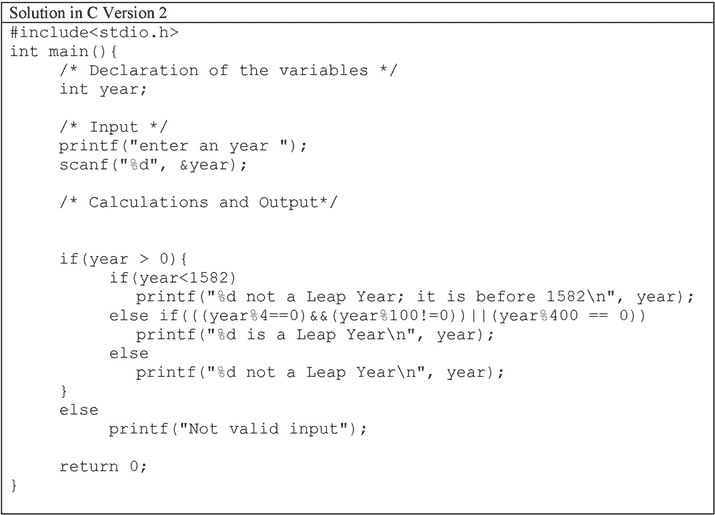 Solution in C Version 2
#include<stdio.h>
int main(){
/* Declaration of the variables */
int year;
/* Input */
printf("enter an year ");
scanf("%d", &year);
/* Calculations and Output*/
if(year > 0){
if(year<1582)
printf("%d not a Leap Year; it is before 1582\n", year);
else if(((year%4==0)&&(year%100!=0))||(year%400 == 0))
printf("%d is a Leap Year\n", year);
else
printf("%d not a Leap Year\n", year);
}
else
printf("Not valid input");
return 0;
}